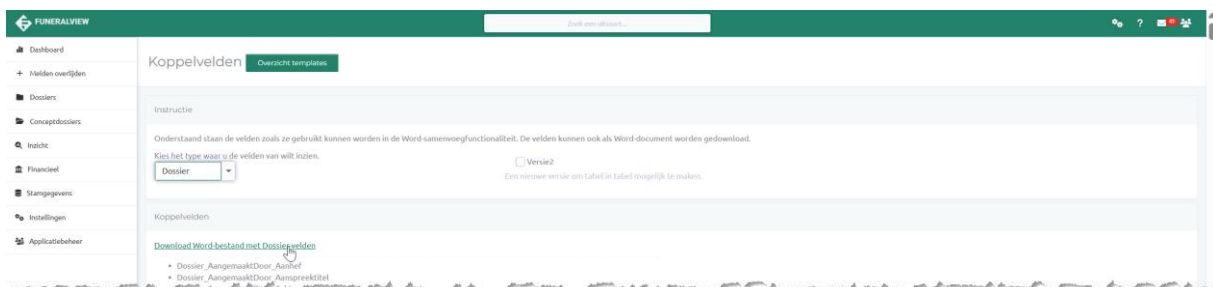 FUNERALVIEW
Zoek een uitvaart...
?
Dashboard
Melden overlijden
Dossiers
Conceptdossiers
Inzicht
Financieel
Stamgegevens
Instellingen
Applicatiebeheer
Koppelvelden
Overzicht templates
Instructie
Onderstaand staan de velden zoals ze gebruikt kunnen worden in de Word-samenvoegfunctionaliteit. De velden kunnen ook als Word-document worden gedownload.
Kies het type waar u de velden van wilt inzien.
Dossier
Versie2
Een nieuwe versie om tabel in tabel mogelijk te maken.
Koppelvelden
Download Word-bestand met Dossier velden
Dossier_AangemaaktDoor_Aanhef
Dossier_AangemaaktDoor_Aanspreektitel